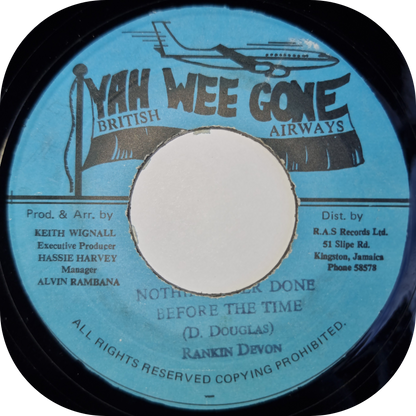 YAH WEE GONE
BRITISH AIRWAYS
Prod. & Arr. by
KEITH WIGNALL
Executive Producer
HASSIE HARVEY
Manager
ALVIN RAMBANA
Dist. by
R.A.S Records Ltd.
51 Slipe Rd.
Kingston, Jamaica
Phone 58578
DONE
BEFORE THE TIME
(D. DOUGLAS)
RANKIN DEVON
ALL RIGHTS RESERVED COPYING PROHIBITED.